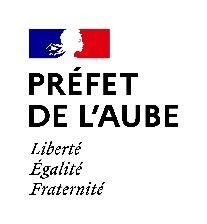 PRÉFET
DE L'AUBE
Liberté
Égalité
Fraternité